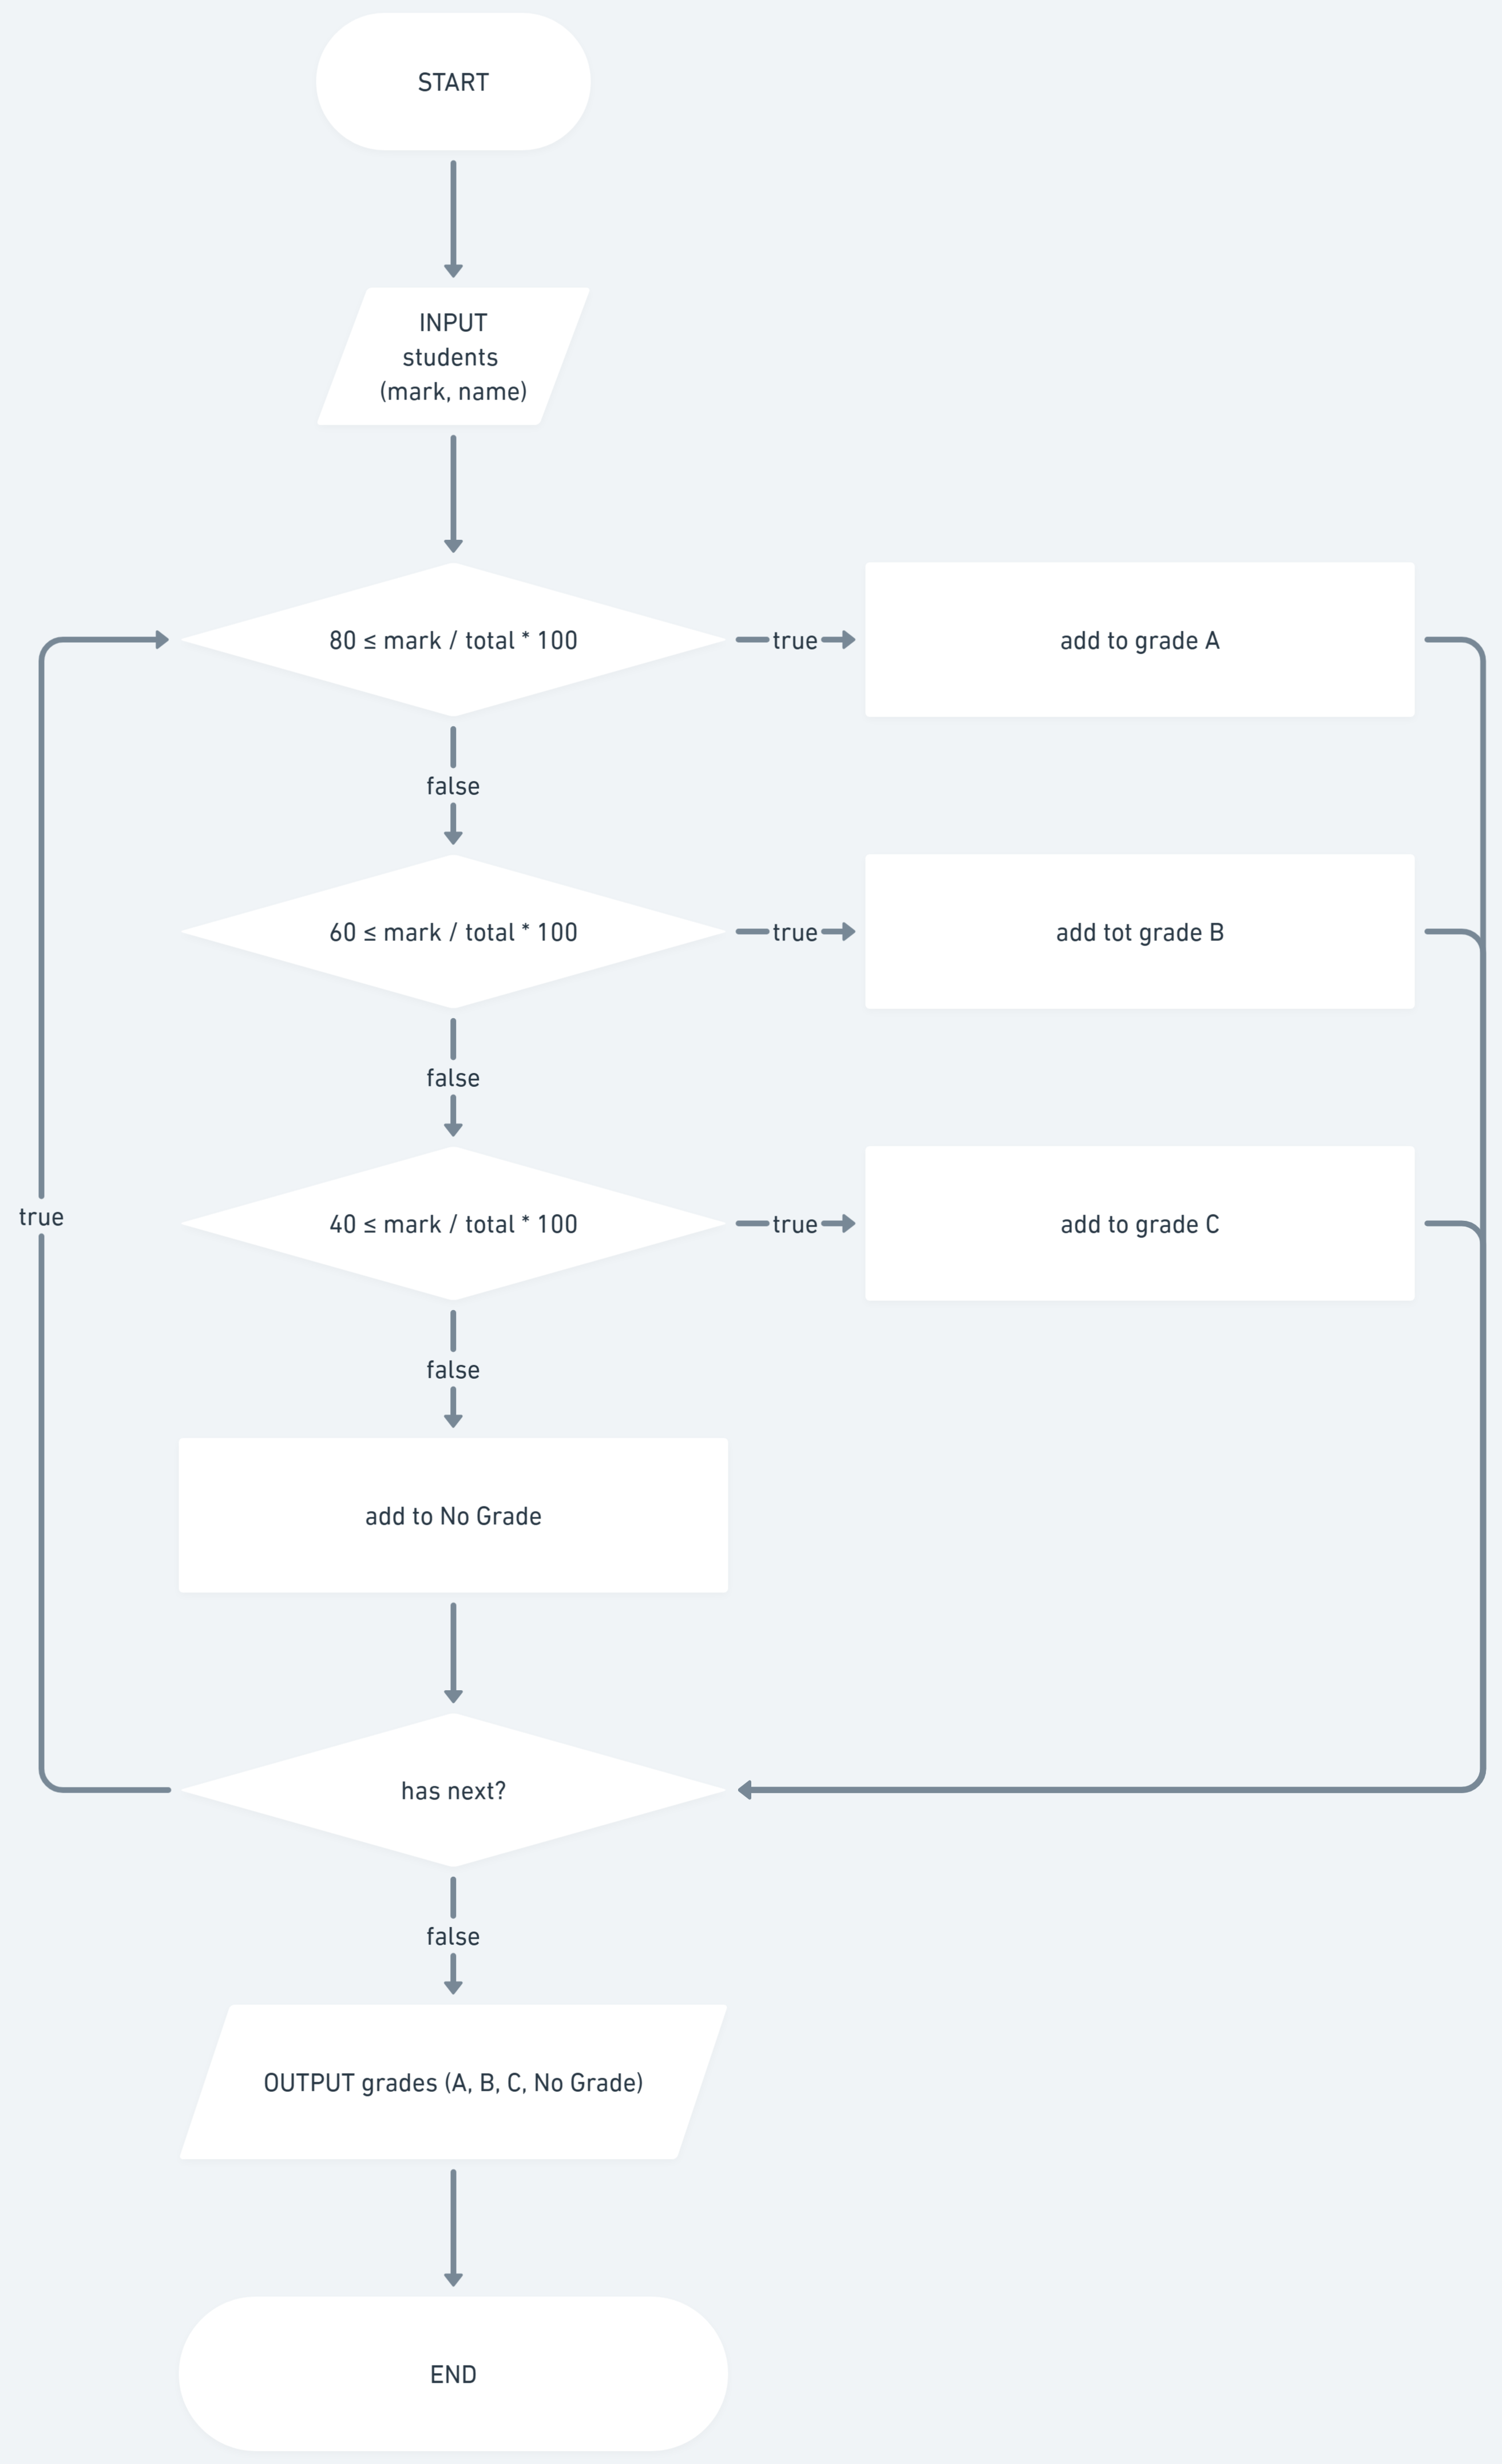 START
INPUT
students
(mark, name)
80 ≤ mark / total * 100
true
add to grade A
false
60 ≤ mark / total * 100
true
add tot grade B
false
40 ≤ mark / total * 100
true
add to grade C
true
false
add to No Grade
has next?
false
OUTPUT grades (A, B, C, No Grade)
END